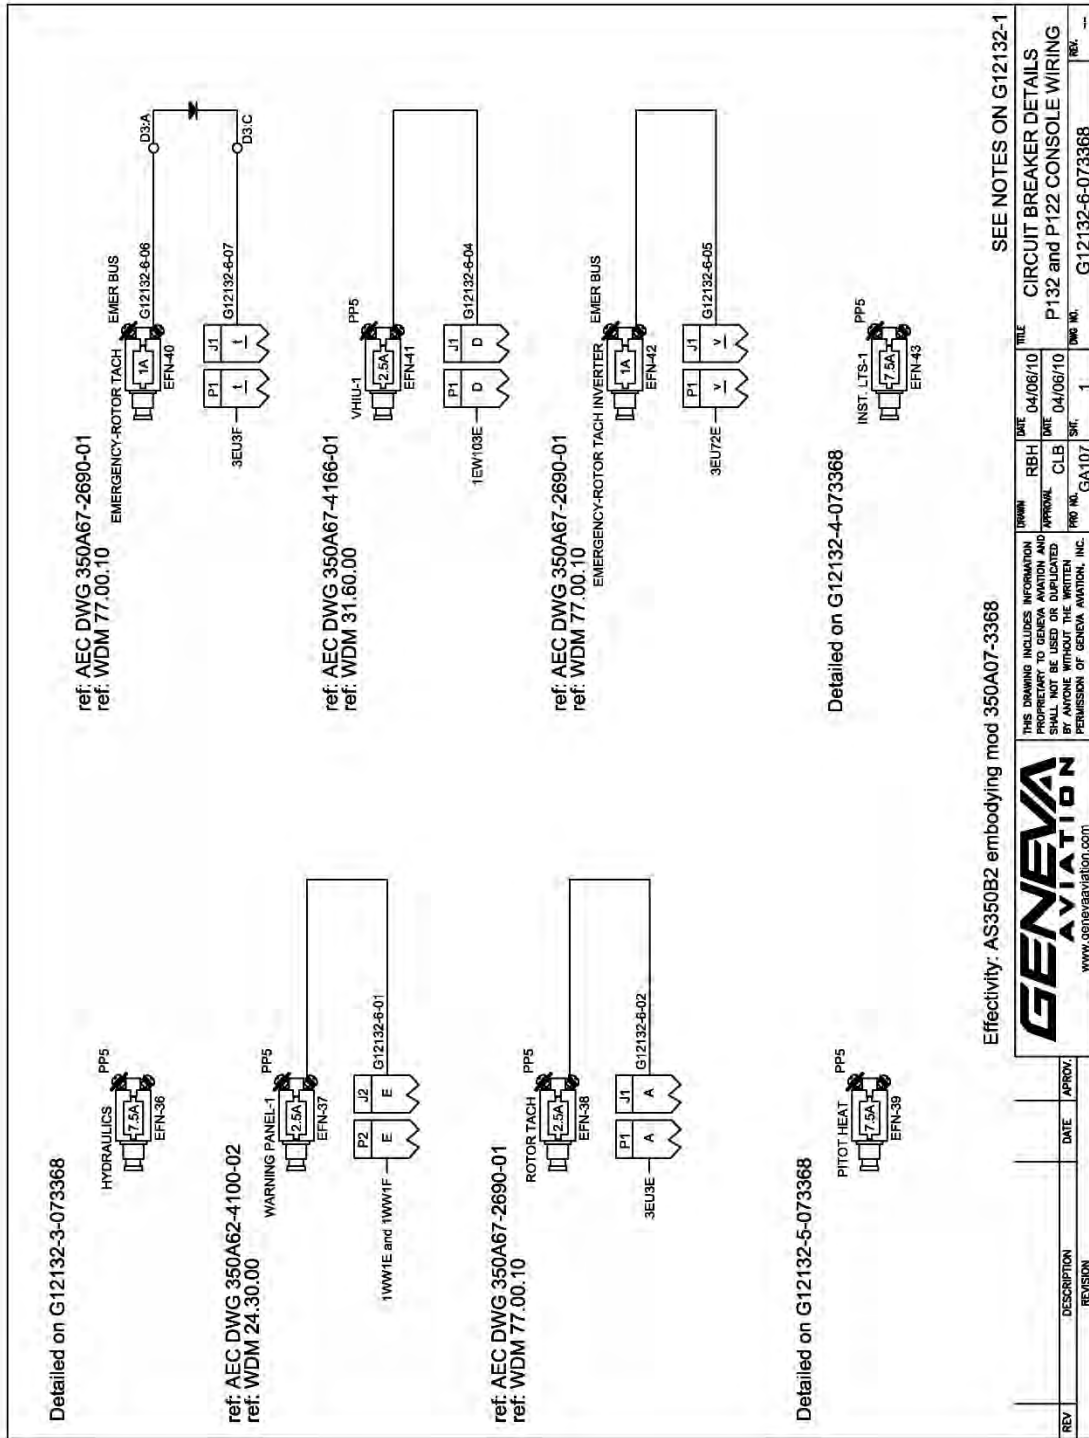 Detailed on G12132-3-073368
HYDRAULICS
PP5
7.5A
EFN-36
ref: AEC DWG 350A62-4100-02
ref: WDM 24.30.00
WARNING PANEL-1
PP5
2.5A
EFN-37
P2
J2
G12132-6-01
1WW1E and 1WW1F
E
E
ref: AEC DWG 350A67-2690-01
ref: WDM 77.00.10
ROTOR TACH
PP5
2.5A
EFN-38
P1
J1
G12132-6-02
3EU3E
A
A
Detailed on G12132-5-073368
PITOT HEAT
PP5
7.5A
EFN-39
ref: AEC DWG 350A67-2690-01
ref: WDM 77.00.10
EMERGENCY-ROTOR TACH
EMER BUS
1A
G12132-6-06
D3:A
EFN-40
P1
J1
G12132-6-07
D3:C
3EU3F
t
t
ref: AEC DWG 350A67-4166-01
ref: WDM 31.60.00
VHIU-1
PP5
2.5A
EFN-41
P1
J1
G12132-6-04
1EW103E
D
D
ref: AEC DWG 350A67-2690-01
ref: WDM 77.00.10
EMERGENCY-ROTOR TACH INVERTER
EMER BUS
1A
EFN-42
P1
J1
G12132-6-05
3EU72E
v
v
Detailed on G12132-4-073368
INST. LTS-1
PP5
7.5A
EFN-43
Effectivity: AS350B2 embodying mod 350A07-3368
SEE NOTES ON G12132-1
REV
DESCRIPTION
DATE
APROV.
REVISION
GENEVA
AVIATION
www.genevaaviation.com
THIS DRAWING INCLUDES INFORMATION
PROPRIETARY TO GENEVA AVIATION AND
SHALL NOT BE USED OR DUPLICATED
BY ANYONE WITHOUT THE WRITTEN
PERMISSION OF GENEVA AVIATION, INC.
DRAWN
RBH
DATE
04/06/10
APPROVAL
CLB
DATE
04/06/10
PRO NO.
GA107
SHT.
1
TITLE
CIRCUIT BREAKER DETAILS
P132 and P122 CONSOLE WIRING
DWG NO.
G12132-6-073368
REV.
--